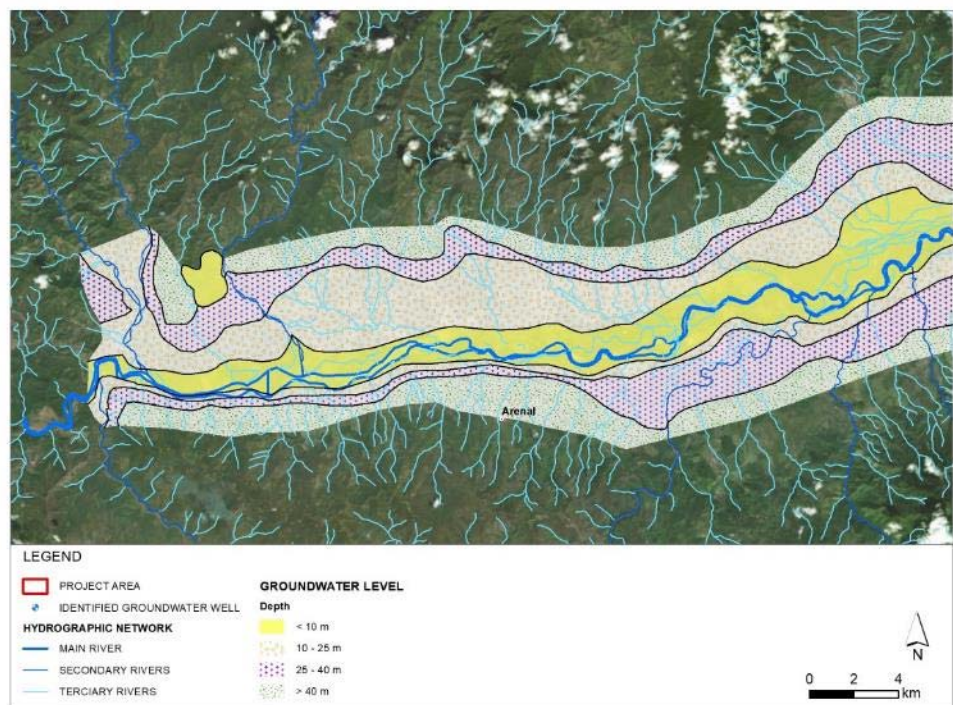 Arenal
LEGEND
PROJECT AREA
IDENTIFIED GROUNDWATER WELL
HYDROGRAPHIC NETWORK
MAIN RIVER
SECONDARY RIVERS
TERCIARY RIVERS
GROUNDWATER LEVEL
Depth
< 10 m
10 - 25 m
25 - 40 m
> 40 m
N
0 2 4
km